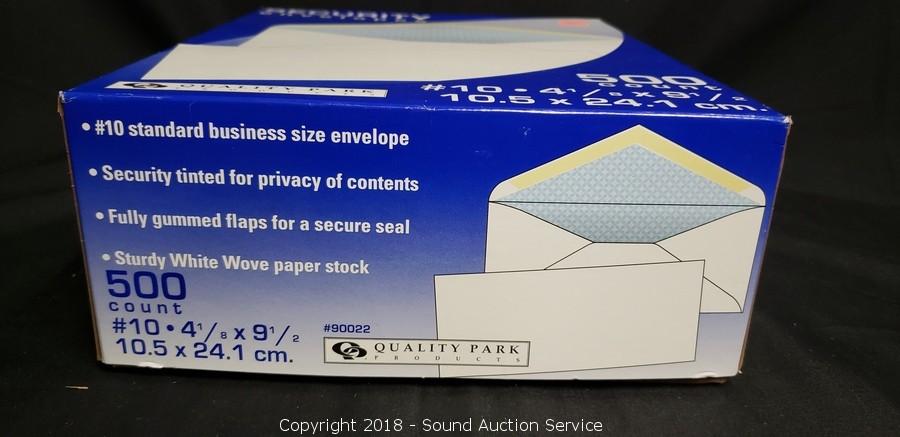 SECURITY
ENVELOPES
QUALITY PARK
500
count
#10 • 4 1/8 x 9 1/2
10.5 x 24.1 cm.
• #10 standard business size envelope
• Security tinted for privacy of contents
• Fully gummed flaps for a secure seal
• Sturdy White Wove paper stock
500
count
#10 • 4 1/8 x 9 1/2
10.5 x 24.1 cm.
#90022
QUALITY PARK
PRODUCTS
Copyright 2018 - Sound Auction Service